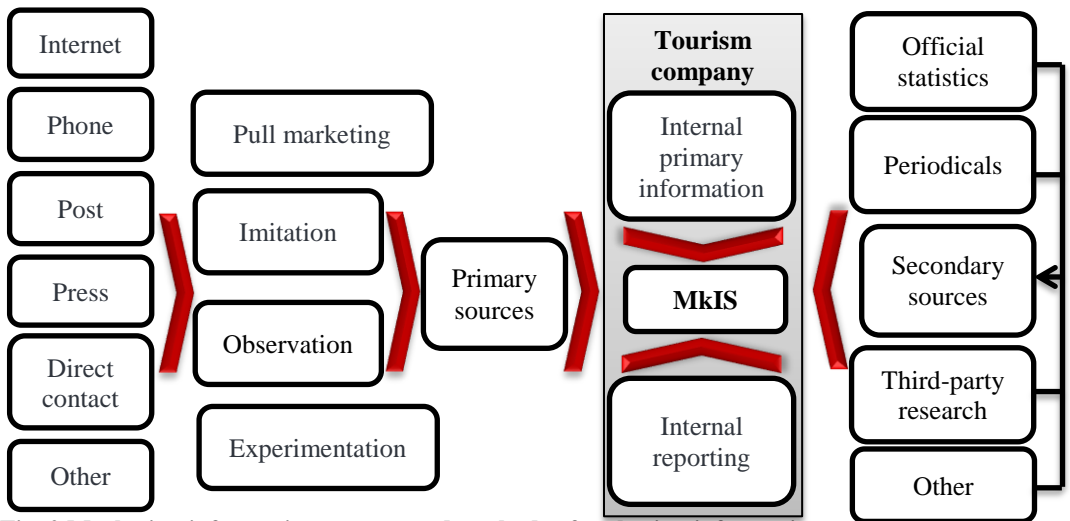 Internet
Phone
Post
Press
Direct
contact
Other
Pull marketing
Imitation
Observation
Experimentation
Primary
sources
Tourism
company
Internal
primary
information
MkIS
Internal
reporting
Official
statistics
Periodicals
Secondary
sources
Third-party
research
Other